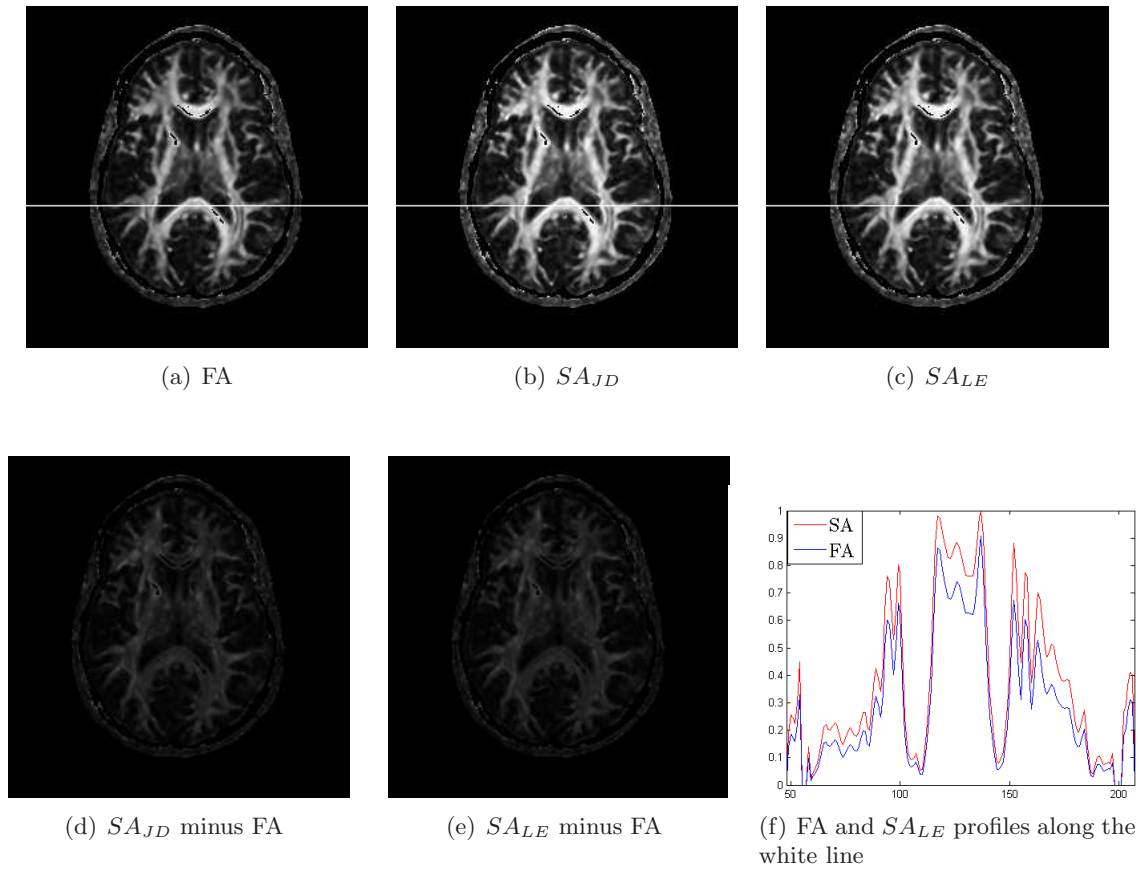 (a) FA
(b) SA_JD
(c) SA_LE
(d) SA_JD minus FA
(e) SA_LE minus FA
1
0.9
0.8
0.7
0.6
0.5
0.4
0.3
0.2
0.1
0
50
100
150
200
SA
FA
(f) FA and SA_LE profiles along the
white line